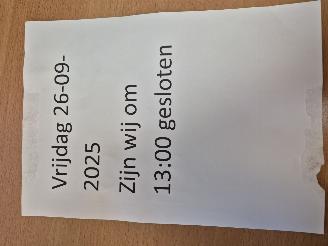 Vrijdag 26-09-
2025
Zijn wij om
13:00 gesloten